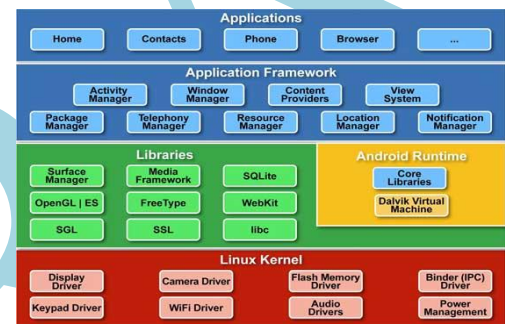 Applications
Home Contacts Phone Browser ...
Application Framework
Activity Manager Window Manager Content Providers View System
Package Manager Telephony Manager Resource Manager Location Manager Notification Manager
Libraries
Surface Manager Media Framework SQLite
OpenGL | ES FreeType WebKit
SGL SSL libc
Android Runtime
Core Libraries
Dalvik Virtual Machine
Linux Kernel
Display Driver Camera Driver Flash Memory Driver Binder (IPC) Driver
Keypad Driver WiFi Driver Audio Drivers Power Management